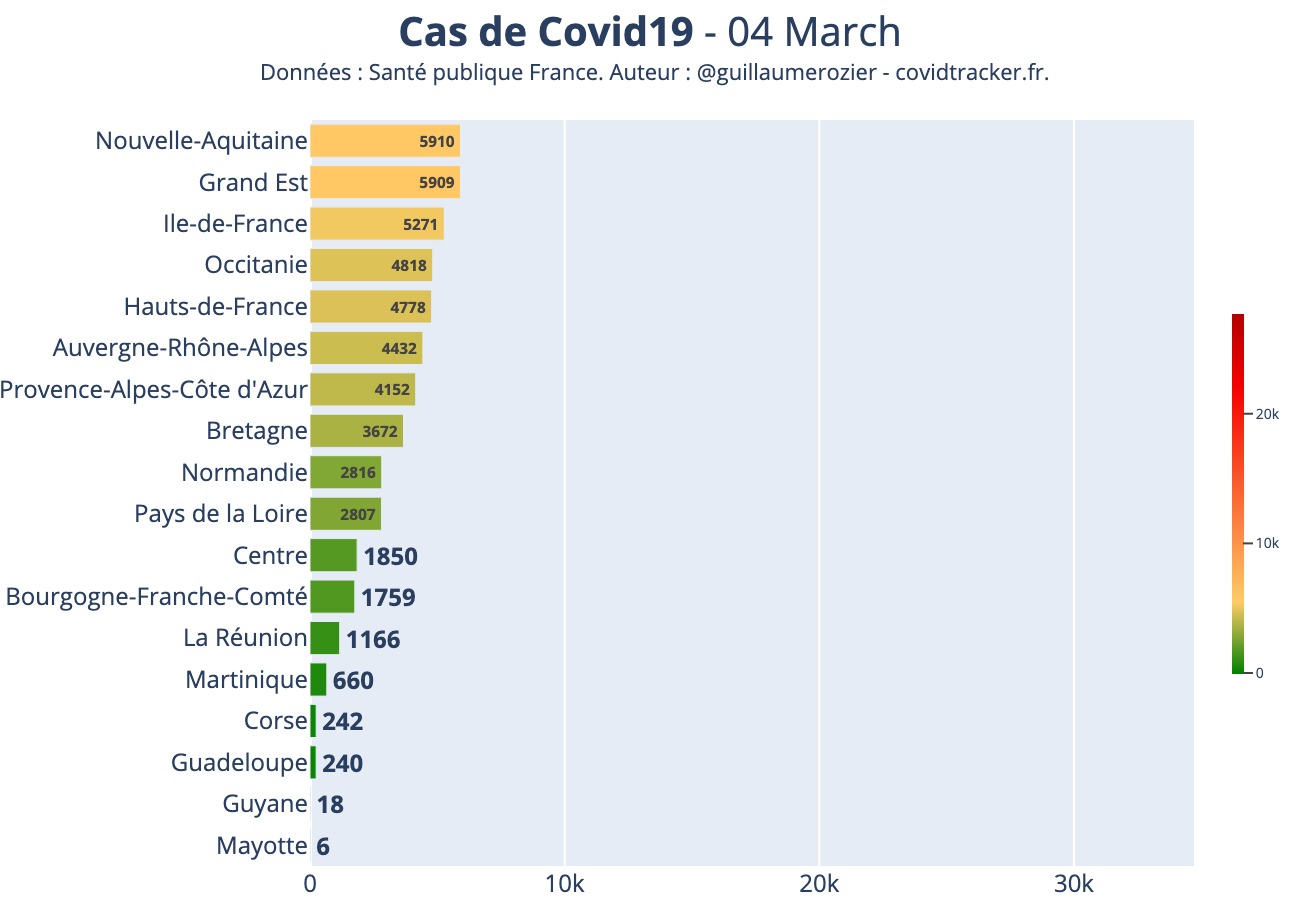 Cas de Covid19 - 04 March
Données : Santé publique France. Auteur : @guillaumerozier - covidtracker.fr.
Nouvelle-Aquitaine 5910
Grand Est 5909
Ile-de-France 5271
Occitanie 4818
Hauts-de-France 4778
Auvergne-Rhône-Alpes 4432
Provence-Alpes-Côte d'Azur 4152
Bretagne 3672
Normandie 2816
Pays de la Loire 2807
Centre 1850
Bourgogne-Franche-Comté 1759
La Réunion 1166
Martinique 660
Corse 242
Guadeloupe 240
Guyane 18
Mayotte 6
0 10k 20k 30k
20k
10k
0